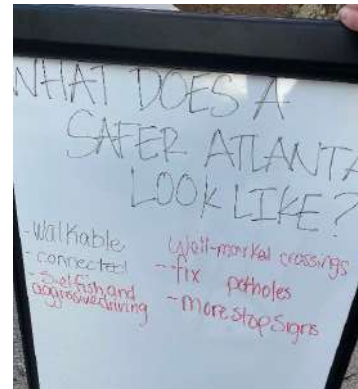 WHAT DOES A
SAFER ATLANTA
LOOK LIKE?
-Walkable
-connected
-Selfish and
aggressive driving
Well-market crossings
-fix potholes
-more stop signs